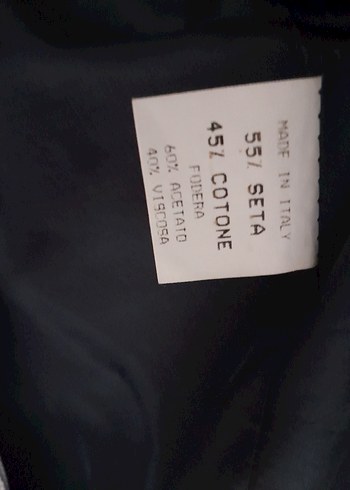 MADE IN ITALY
55% SETA
45% COTONE
FODERA
60% ACETATO
40% VISCOSA